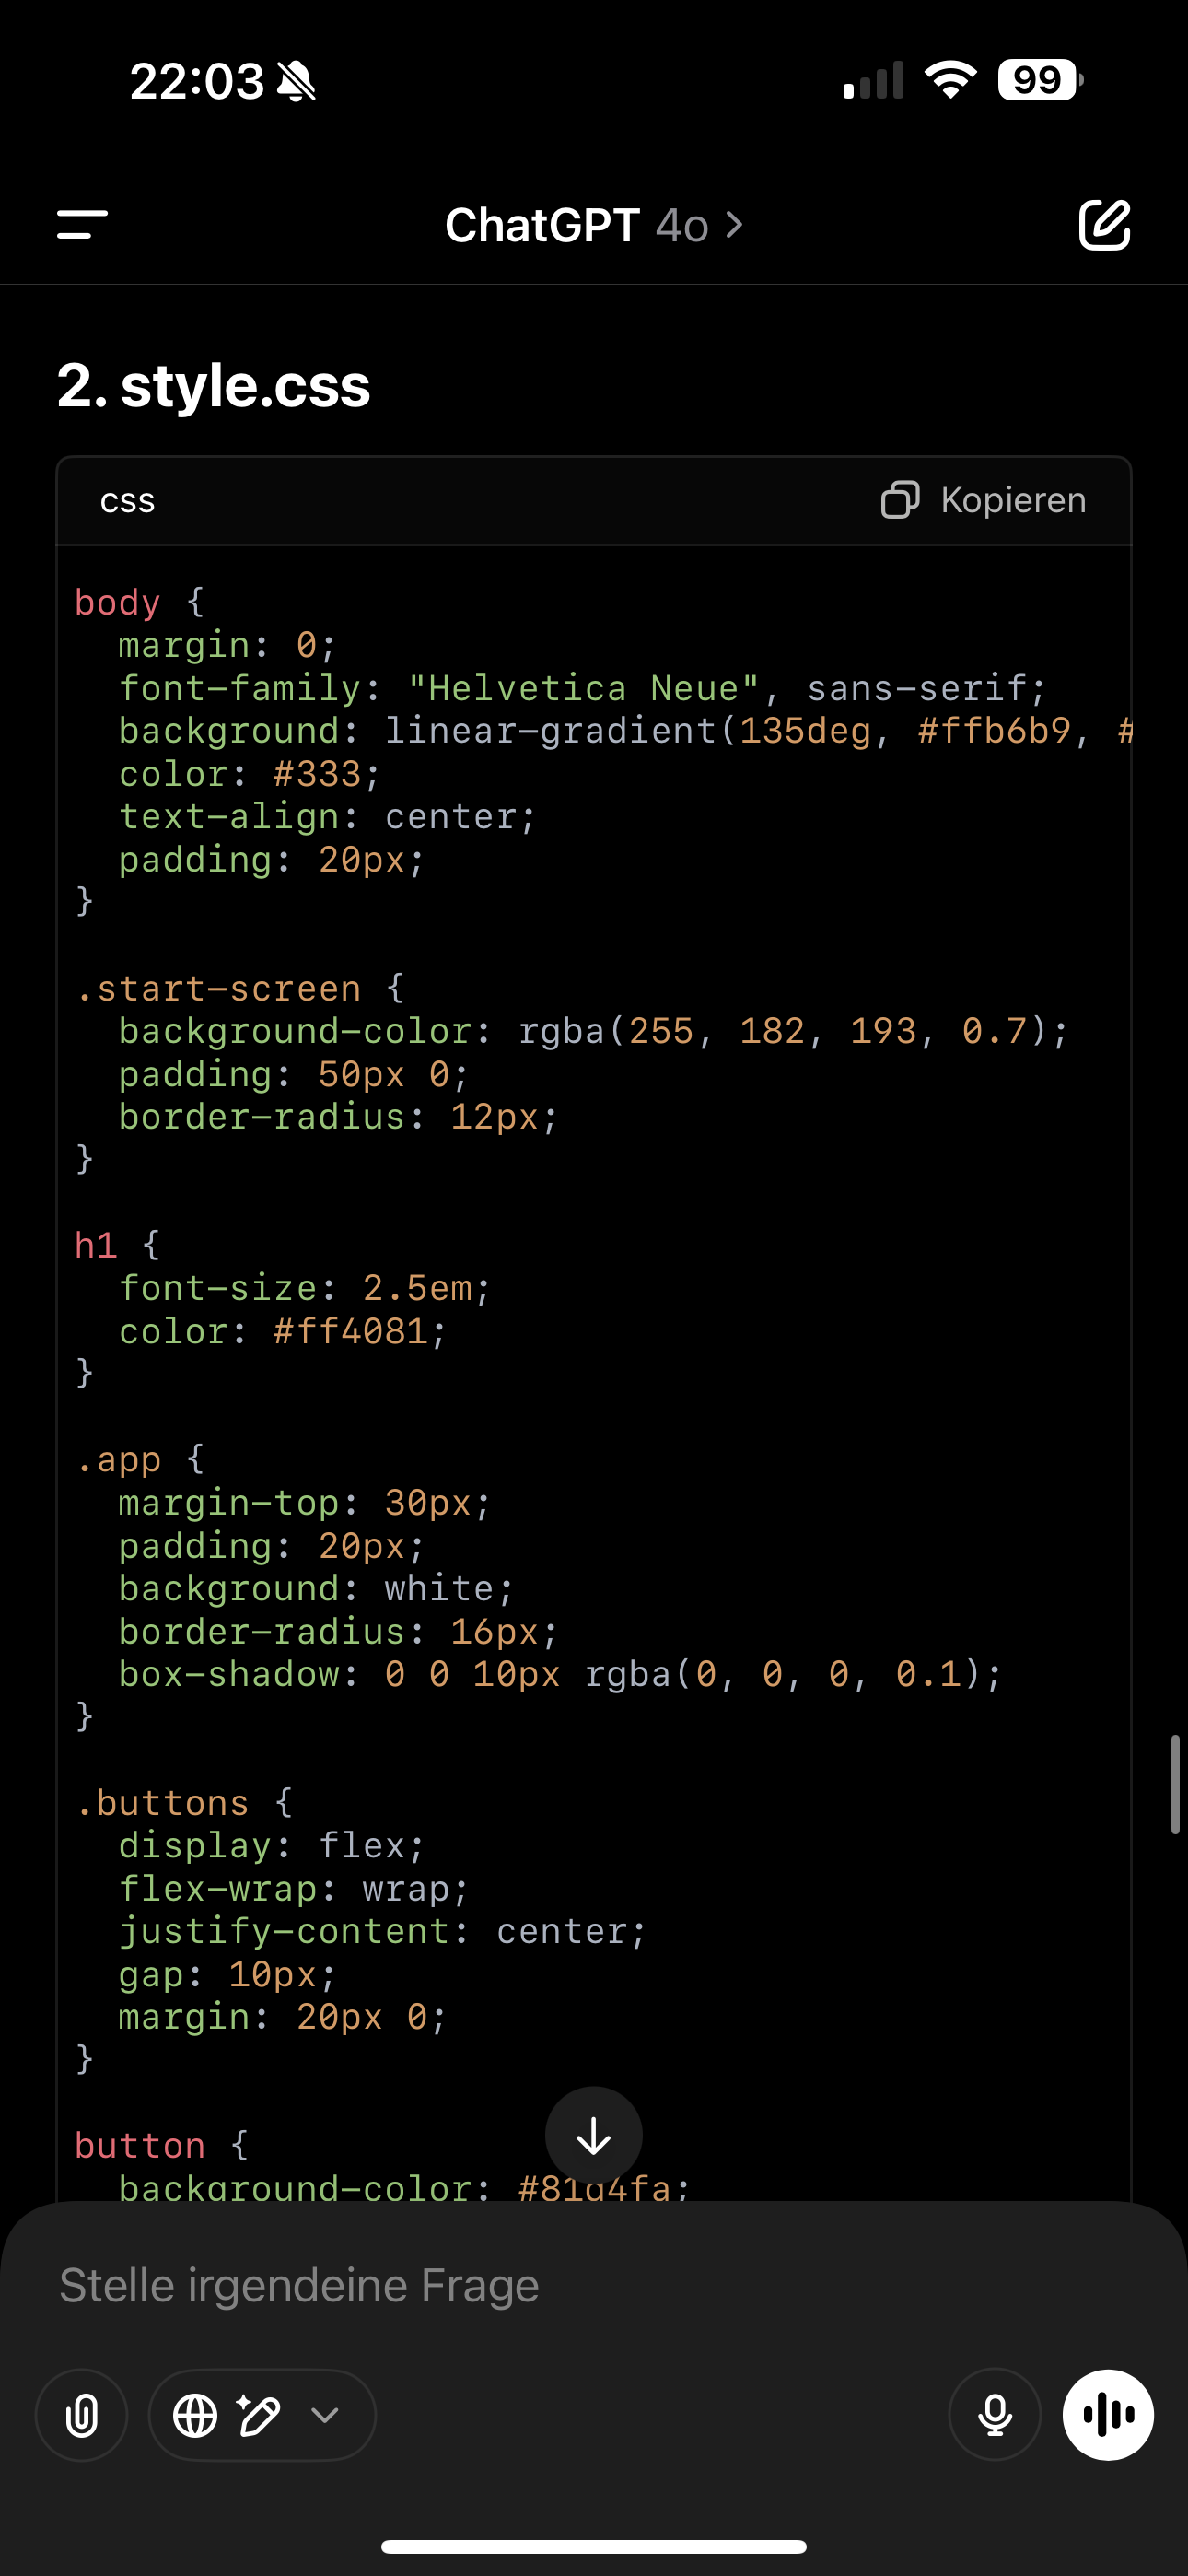 22:03
99
ChatGPT 4o
2. style.css
css
Kopieren
body {
  margin: 0;
  font-family: "Helvetica Neue", sans-serif;
  background: linear-gradient(135deg, #ffb6b9, #
  color: #333;
  text-align: center;
  padding: 20px;
}

.start-screen {
  background-color: rgba(255, 182, 193, 0.7);
  padding: 50px 0;
  border-radius: 12px;
}

h1 {
  font-size: 2.5em;
  color: #ff4081;
}

.app {
  margin-top: 30px;
  padding: 20px;
  background: white;
  border-radius: 16px;
  box-shadow: 0 0 10px rgba(0, 0, 0, 0.1);
}

.buttons {
  display: flex;
  flex-wrap: wrap;
  justify-content: center;
  gap: 10px;
  margin: 20px 0;
}

button {
  background-color: #81d4fa;
Stelle irgendeine Frage